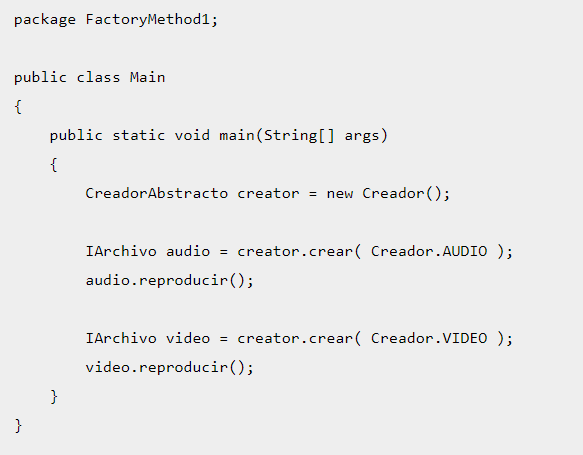 package FactoryMethod1;
public class Main
{
    public static void main(String[] args)
    {
        CreadorAbstracto creator = new Creador();
        IArchivo audio = creator.crear( Creador.AUDIO );
        audio.reproducir();
        IArchivo video = creator.crear( Creador.VIDEO );
        video.reproducir();
    }
}